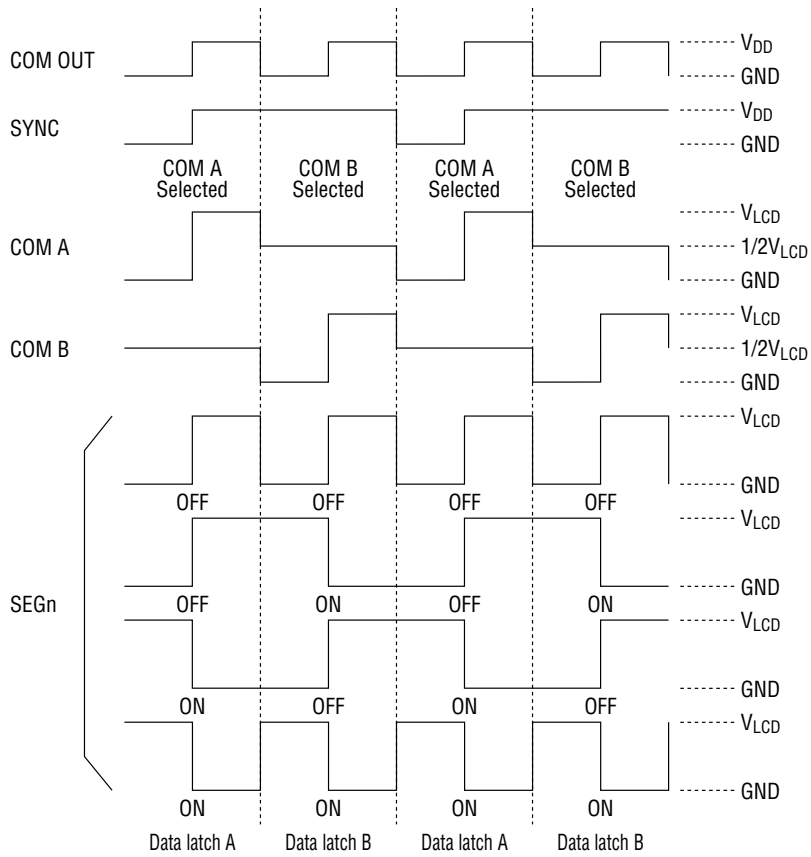 COM OUT
V_DD
GND
SYNC
V_DD
GND
COM A
Selected
COM B
Selected
COM A
Selected
COM B
Selected
COM A
V_LCD
1/2V_LCD
GND
COM B
V_LCD
1/2V_LCD
GND
V_LCD
GND
OFF OFF OFF OFF
V_LCD
GND
OFF ON OFF ON
SEGn
V_LCD
GND
ON OFF ON OFF
V_LCD
GND
ON ON ON ON
Data latch A Data latch B Data latch A Data latch B